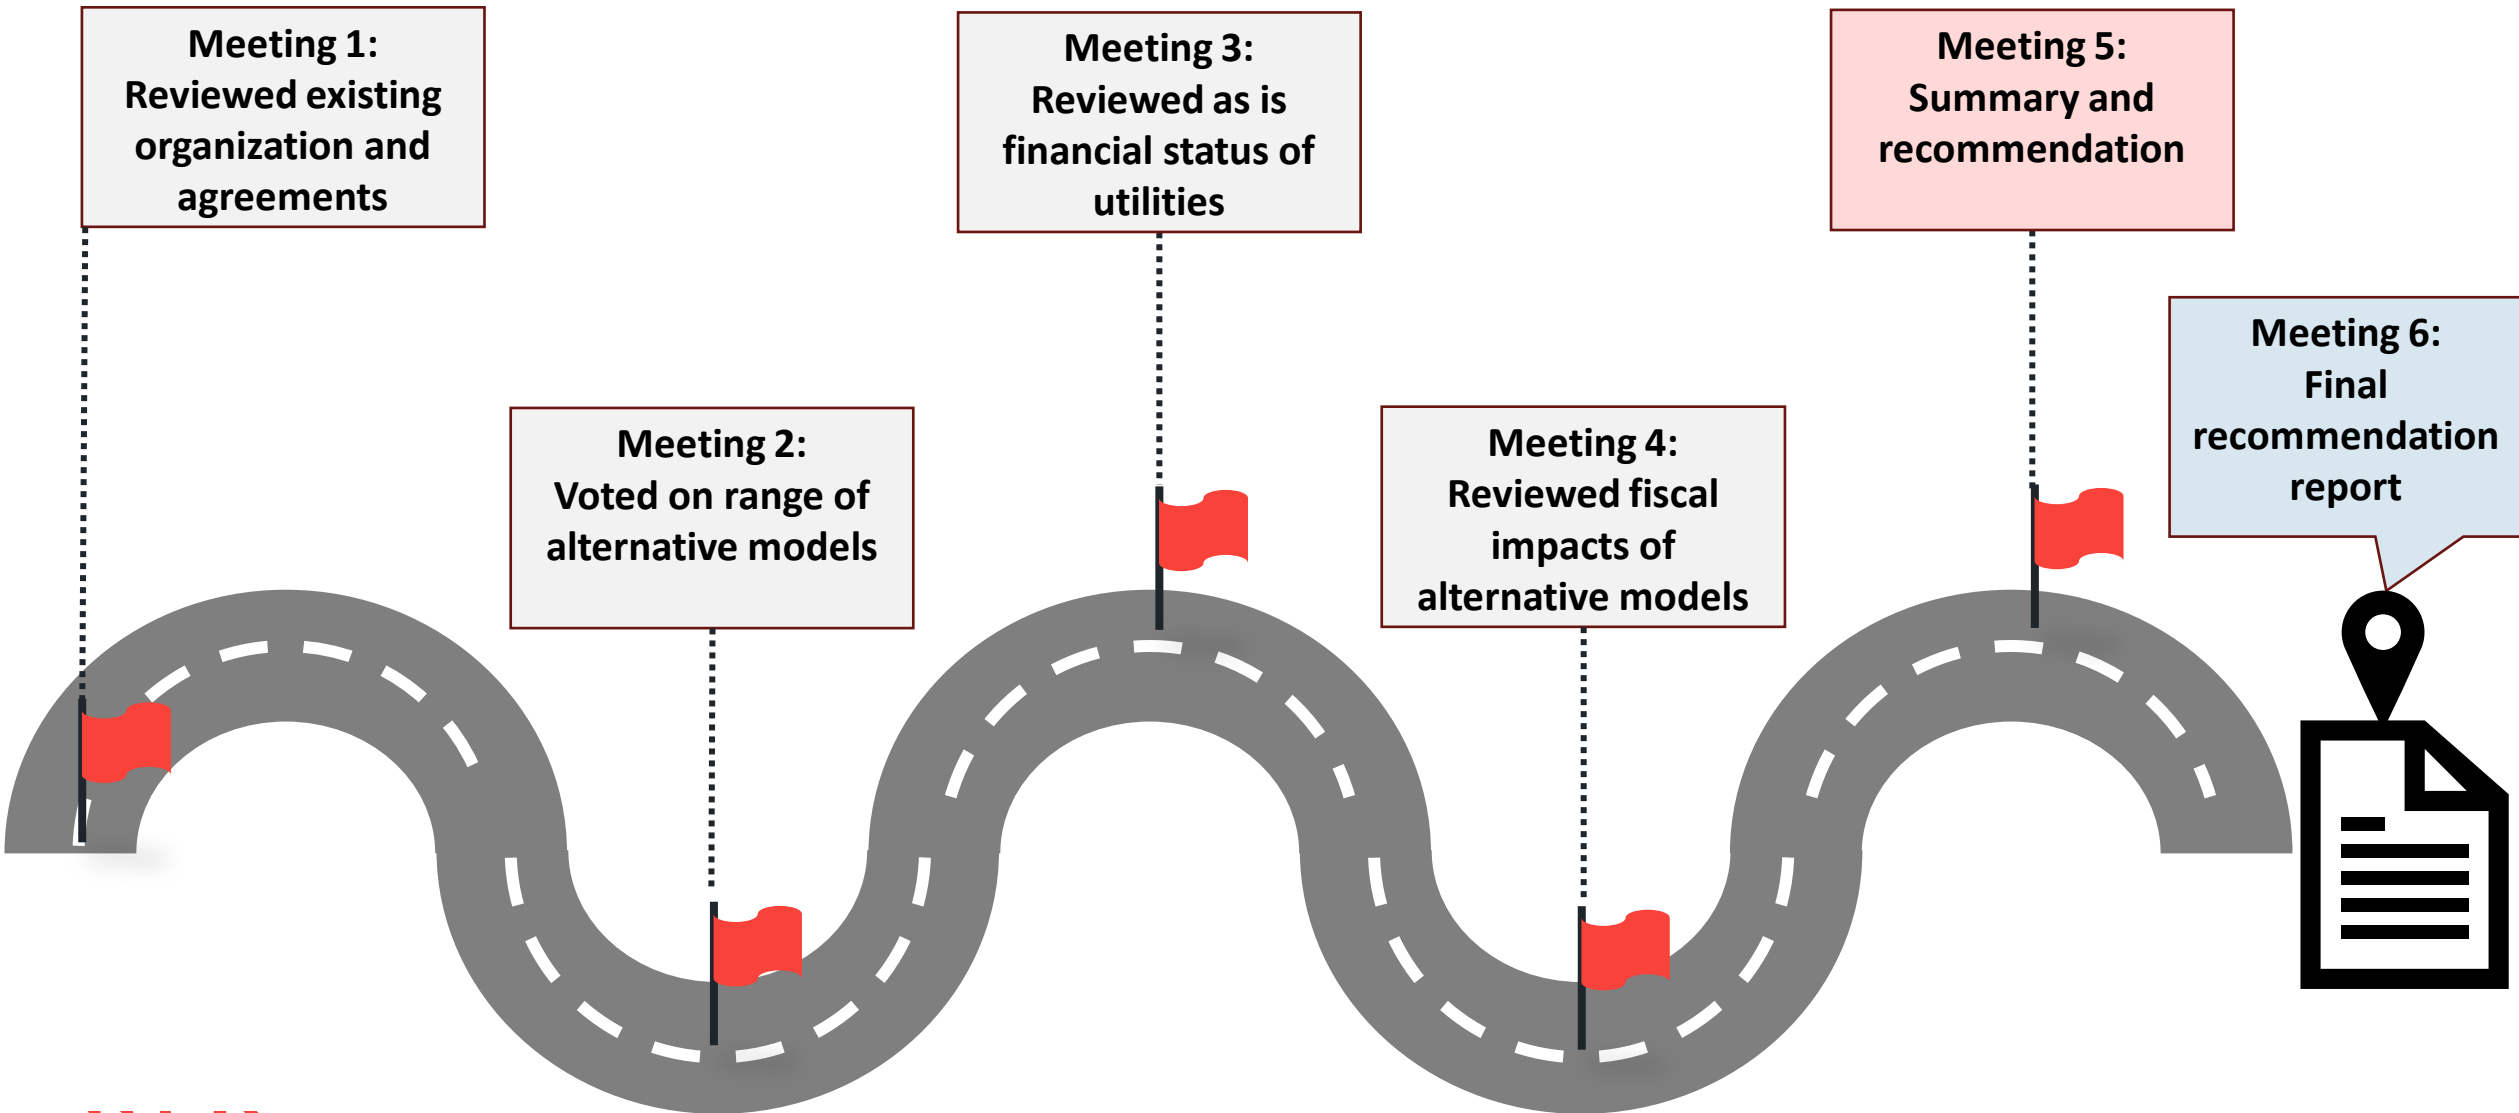 Meeting 1:
Reviewed existing
organization and
agreements
Meeting 2:
Voted on range of
alternative models
Meeting 3:
Reviewed as is
financial status of
utilities
Meeting 4:
Reviewed fiscal
impacts of
alternative models
Meeting 5:
Summary and
recommendation
Meeting 6:
Final
recommendation
report